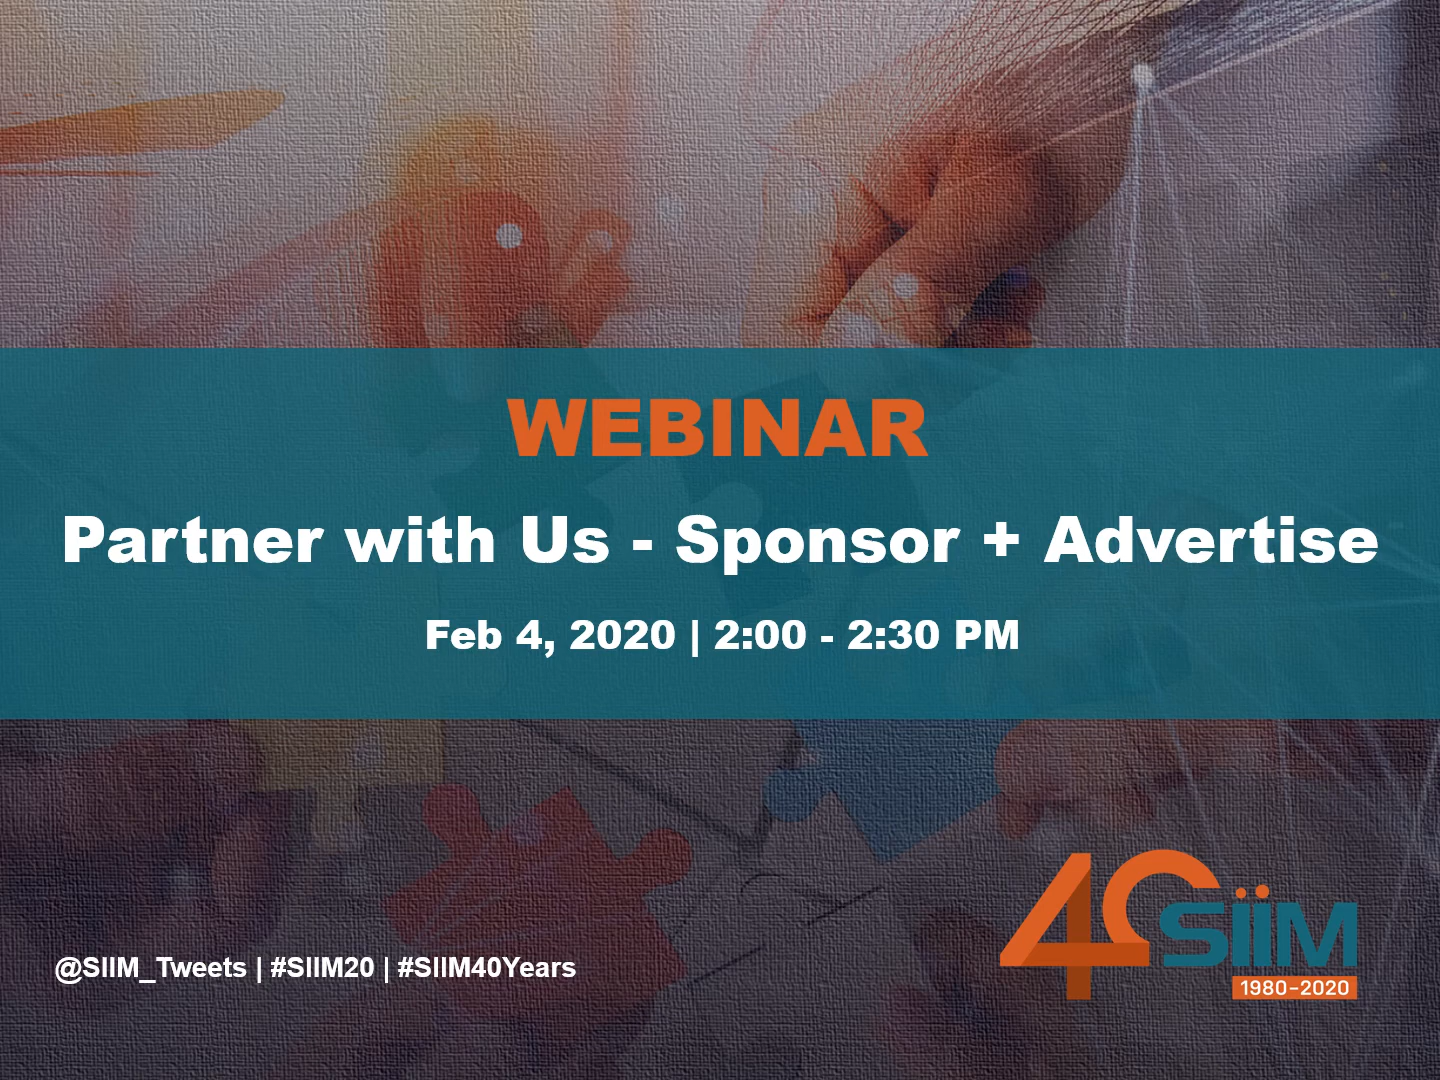 WEBINAR
Partner with Us - Sponsor + Advertise
Feb 4, 2020 | 2:00 - 2:30 PM
@SIIM_Tweets | #SIIM20 | #SIIM40Years
40 SiiM
1980-2020